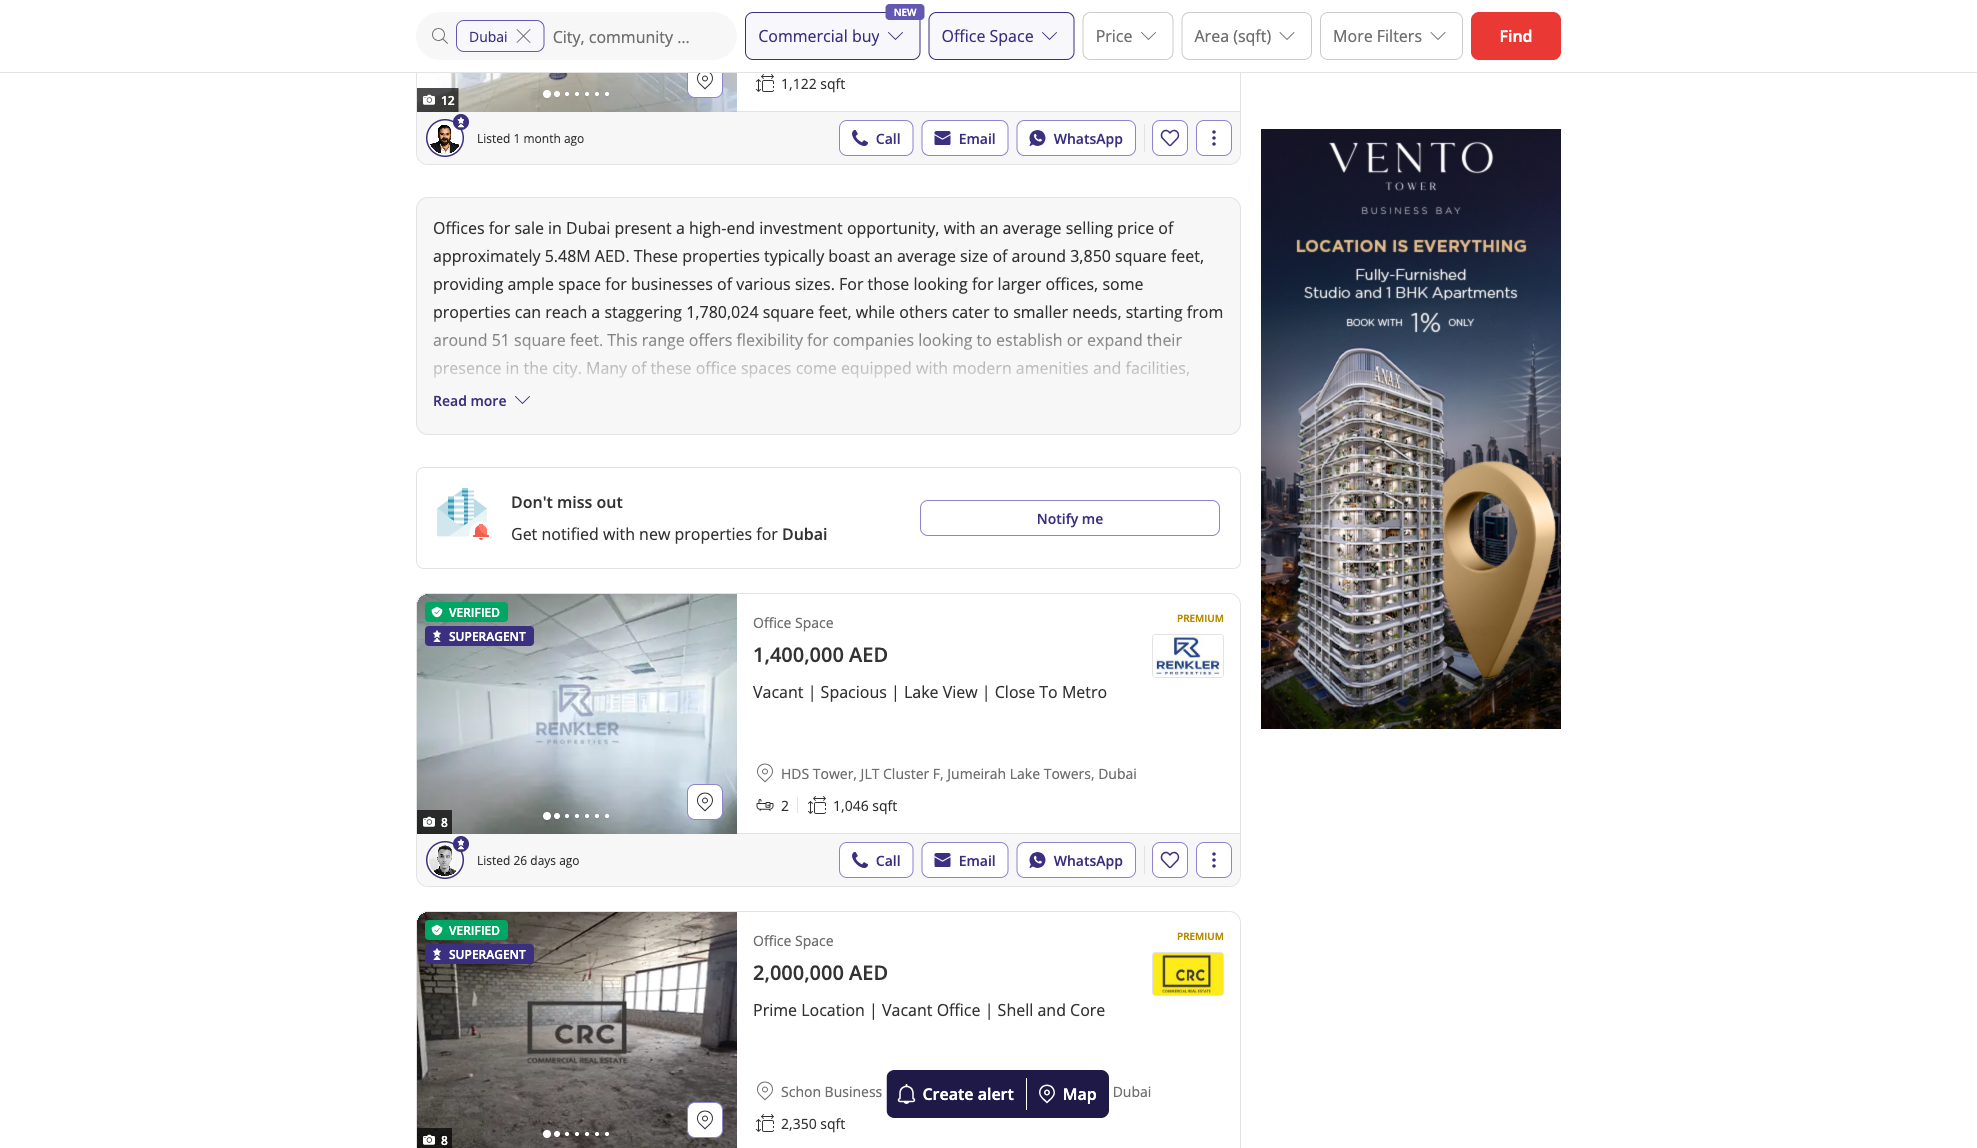 Dubai
City, community ...
NEW
Commercial buy
Office Space
Price
Area (sqft)
More Filters
Find
1,122 sqft
12
Listed 1 month ago
Call
Email
WhatsApp
Offices for sale in Dubai present a high-end investment opportunity, with an average selling price of
approximately 5.48M AED. These properties typically boast an average size of around 3,850 square feet,
providing ample space for businesses of various sizes. For those looking for larger offices, some
properties can reach a staggering 1,780,024 square feet, while others cater to smaller needs, starting from
around 51 square feet. This range offers flexibility for companies looking to establish or expand their
presence in the city. Many of these office spaces come equipped with modern amenities and facilities,
Read more
VENTO
TOWER
BUSINESS BAY
LOCATION IS EVERYTHING
Fully-Furnished
Studio and 1 BHK Apartments
BOOK WITH 1% ONLY
ANAX
Don't miss out
Get notified with new properties for Dubai
Notify me
VERIFIED
SUPERAGENT
RENKLER
PROPERTIES
8
Office Space
PREMIUM
1,400,000 AED
RENKLER
PROPERTIES
Vacant | Spacious | Lake View | Close To Metro
HDS Tower, JLT Cluster F, Jumeirah Lake Towers, Dubai
2
1,046 sqft
Listed 26 days ago
Call
Email
WhatsApp
VERIFIED
SUPERAGENT
CRC
COMMERCIAL REAL ESTATE
8
Office Space
PREMIUM
2,000,000 AED
CRC
COMMERCIAL REAL ESTATE
Prime Location | Vacant Office | Shell and Core
Schon Business
Dubai
Create alert
Map
2,350 sqft